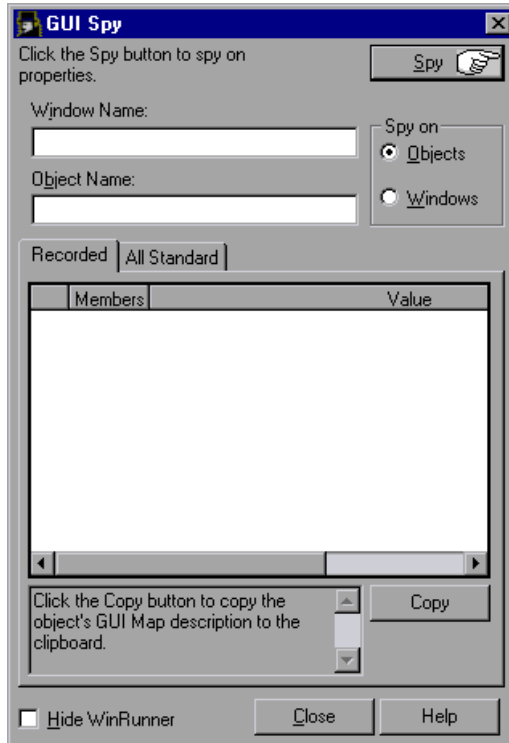 GUI Spy
Click the Spy button to spy on
properties.
Spy
Window Name:
Spy on
Objects
Object Name:
Windows
Recorded
All Standard
Members
Value
Click the Copy button to copy the
object's GUI Map description to the
clipboard.
Copy
Hide WinRunner
Close
Help